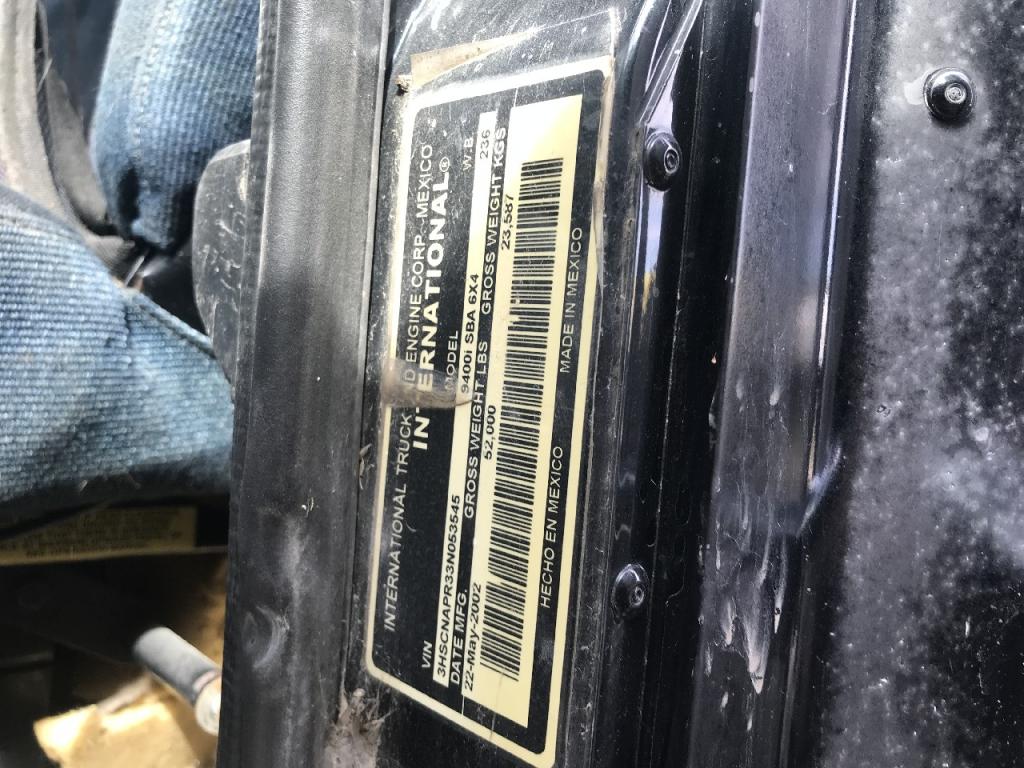 INTERNATIONAL TRUCK AND ENGINE CORP. MEXICO
INTERNATIONAL®
VIN MODEL W.B.
3HSCNAPR33N053545 9400i SBA 6X4 236
DATE MFG. GROSS WEIGHT LBS GROSS WEIGHT KGS
22-May-2002 52,000 23,587
HECHO EN MEXICO MADE IN MEXICO